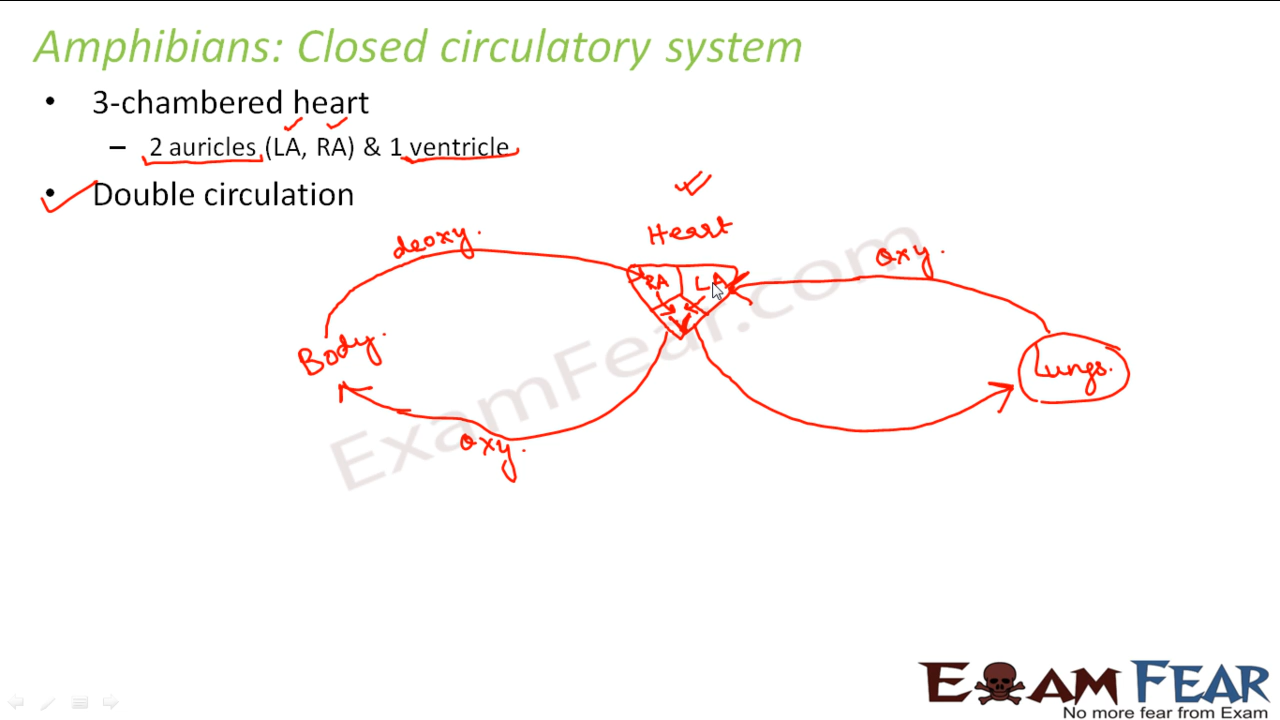 Amphibians: Closed circulatory system
• 3-chambered heart
– 2 auricles (LA, RA) & 1 ventricle
• Double circulation
Heart
deoxy.
oxy.
RA LA
V
Body.
Lungs.
oxy.
ExamFear.com
EXAM FEAR
No more fear from Exam